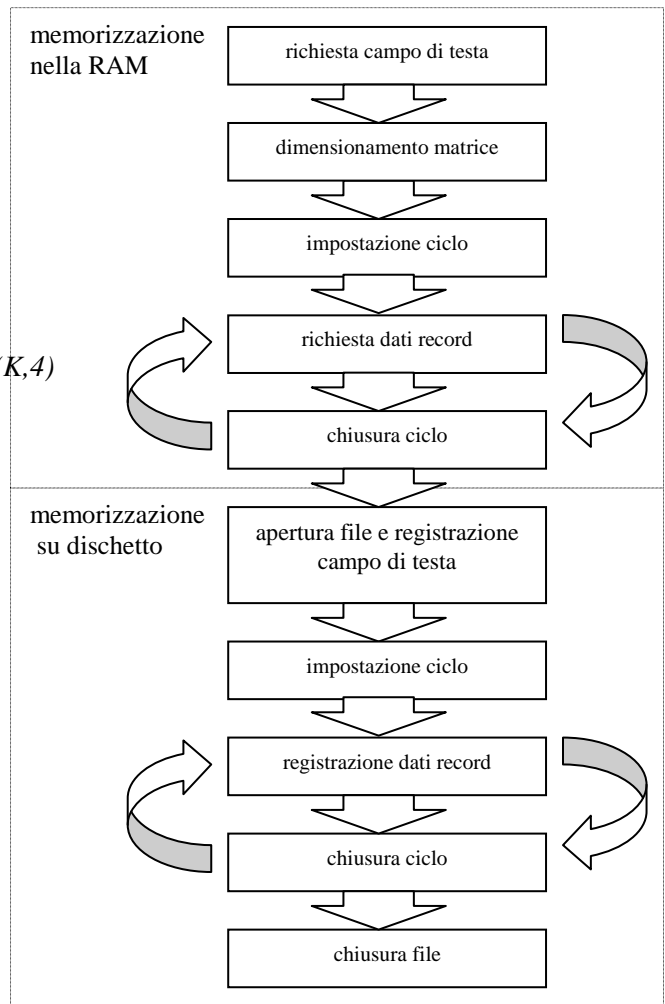 memorizzazione
nella RAM
richiesta campo di testa
dimensionamento matrice
impostazione ciclo
richiesta dati record
K,4)
chiusura ciclo
memorizzazione
su dischetto
apertura file e registrazione
campo di testa
impostazione ciclo
registrazione dati record
chiusura ciclo
chiusura file